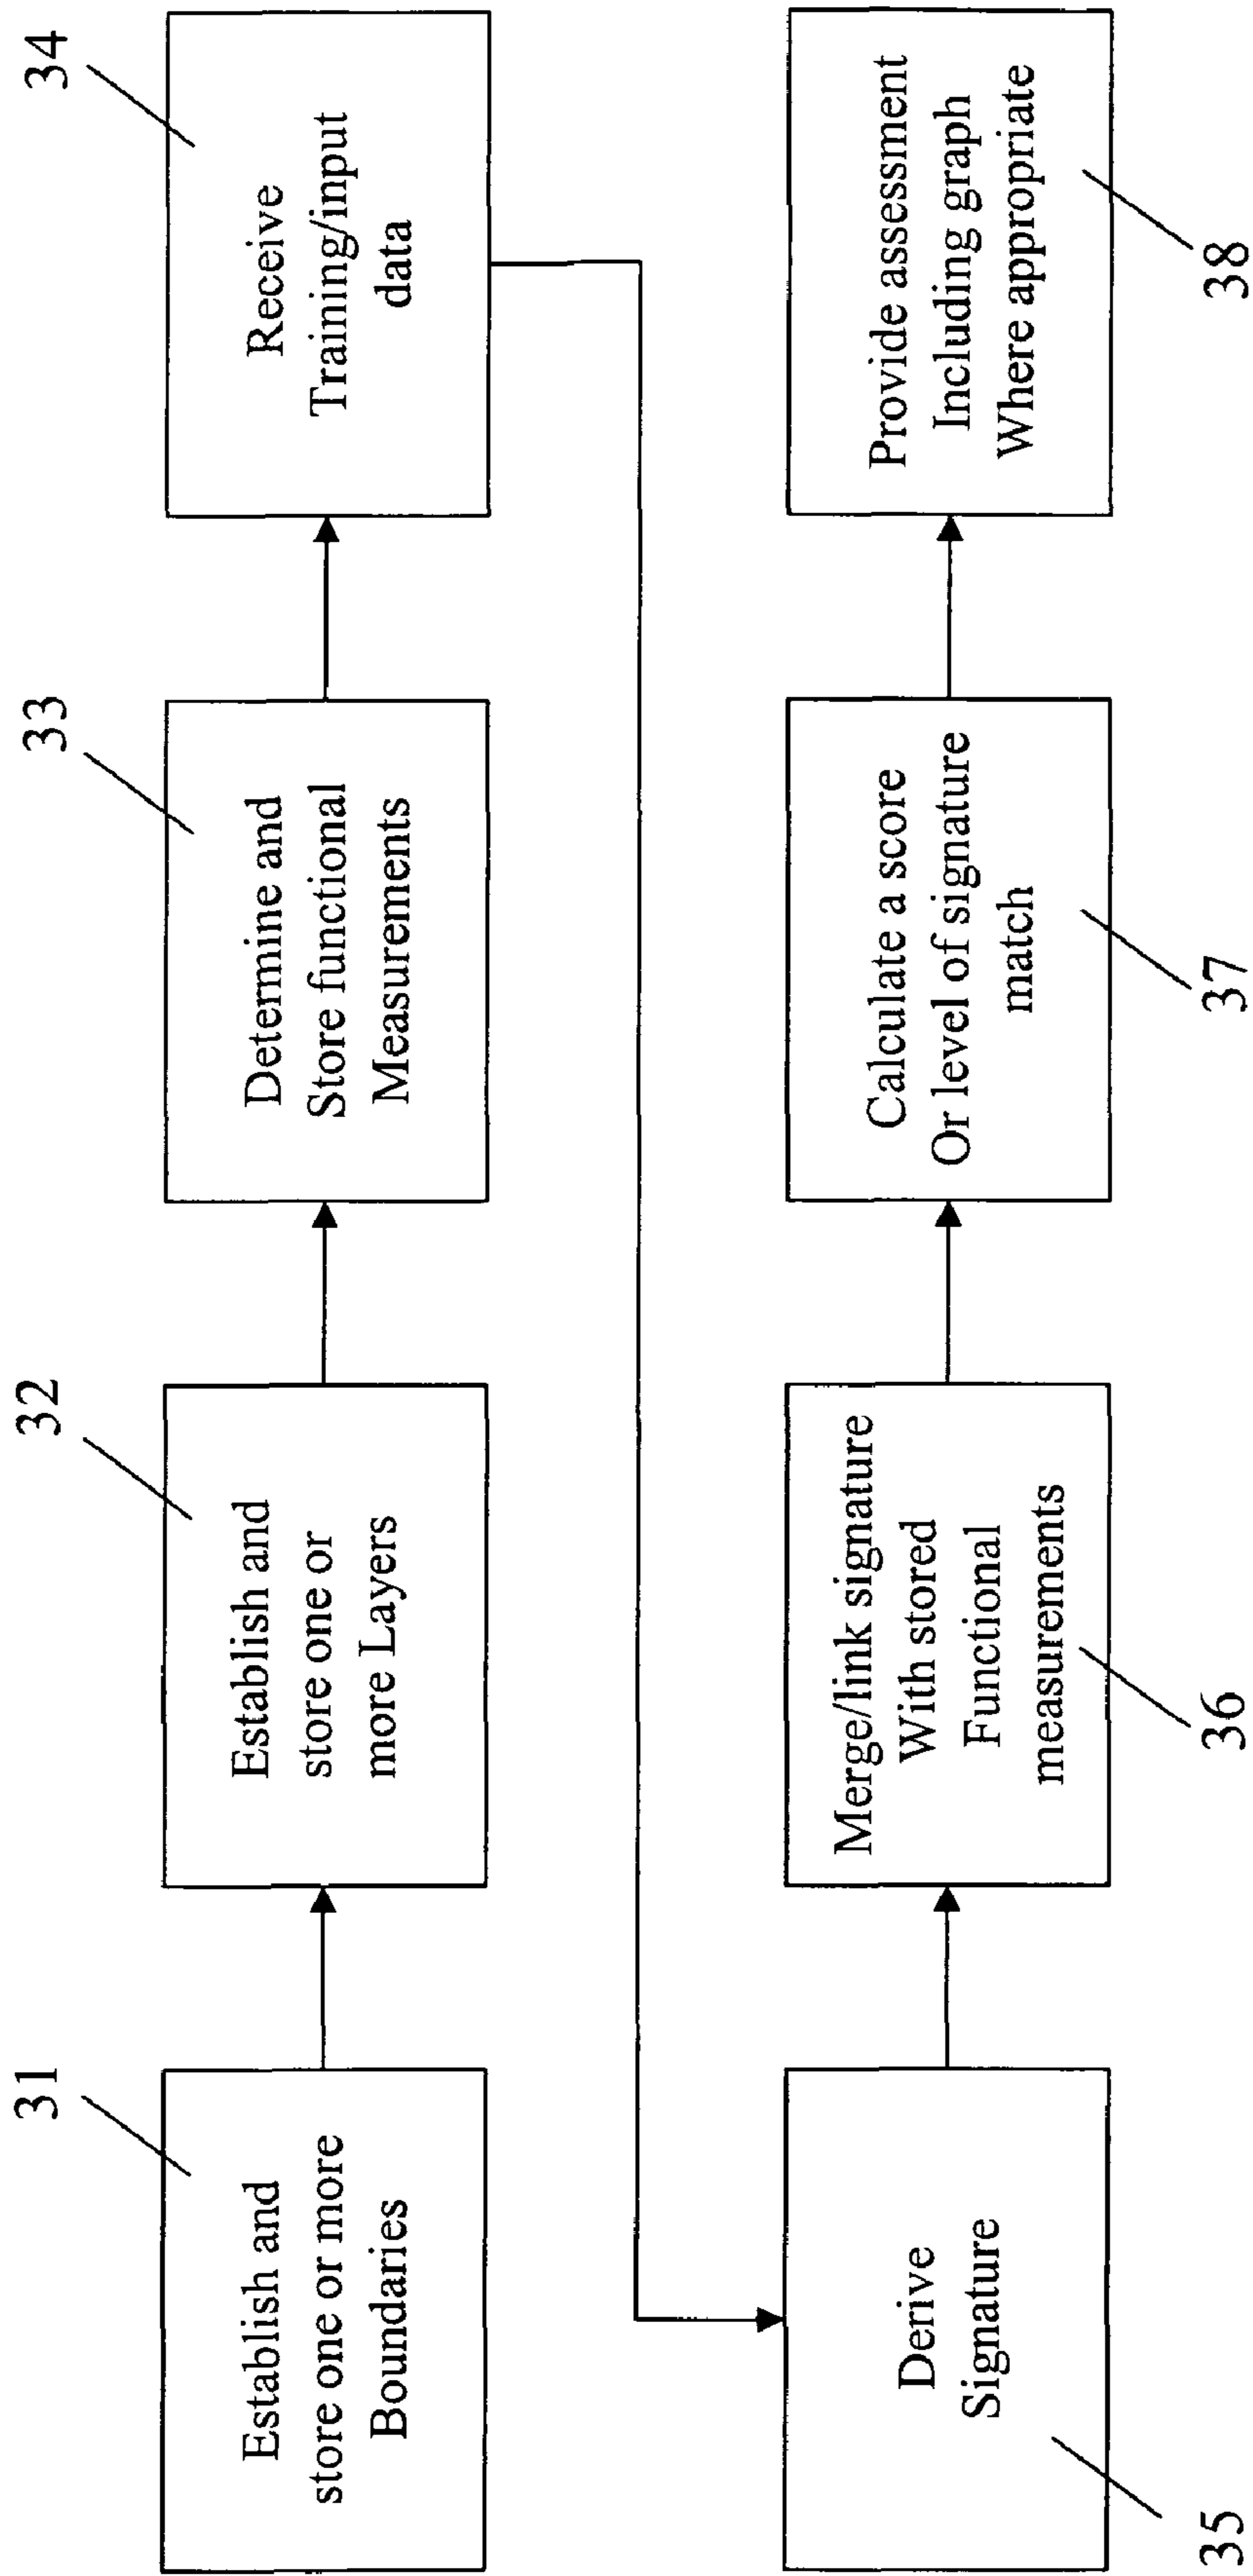 31
Establish and
store one or more
Boundaries
32
Establish and
store one or
more Layers
33
Determine and
Store functional
Measurements
34
Receive
Training/input
data
Derive
Signature
35
Merge/link signature
With stored
Functional
measurements
36
Calculate a score
Or level of signature
match
37
Provide assessment
Including graph
Where appropriate
38